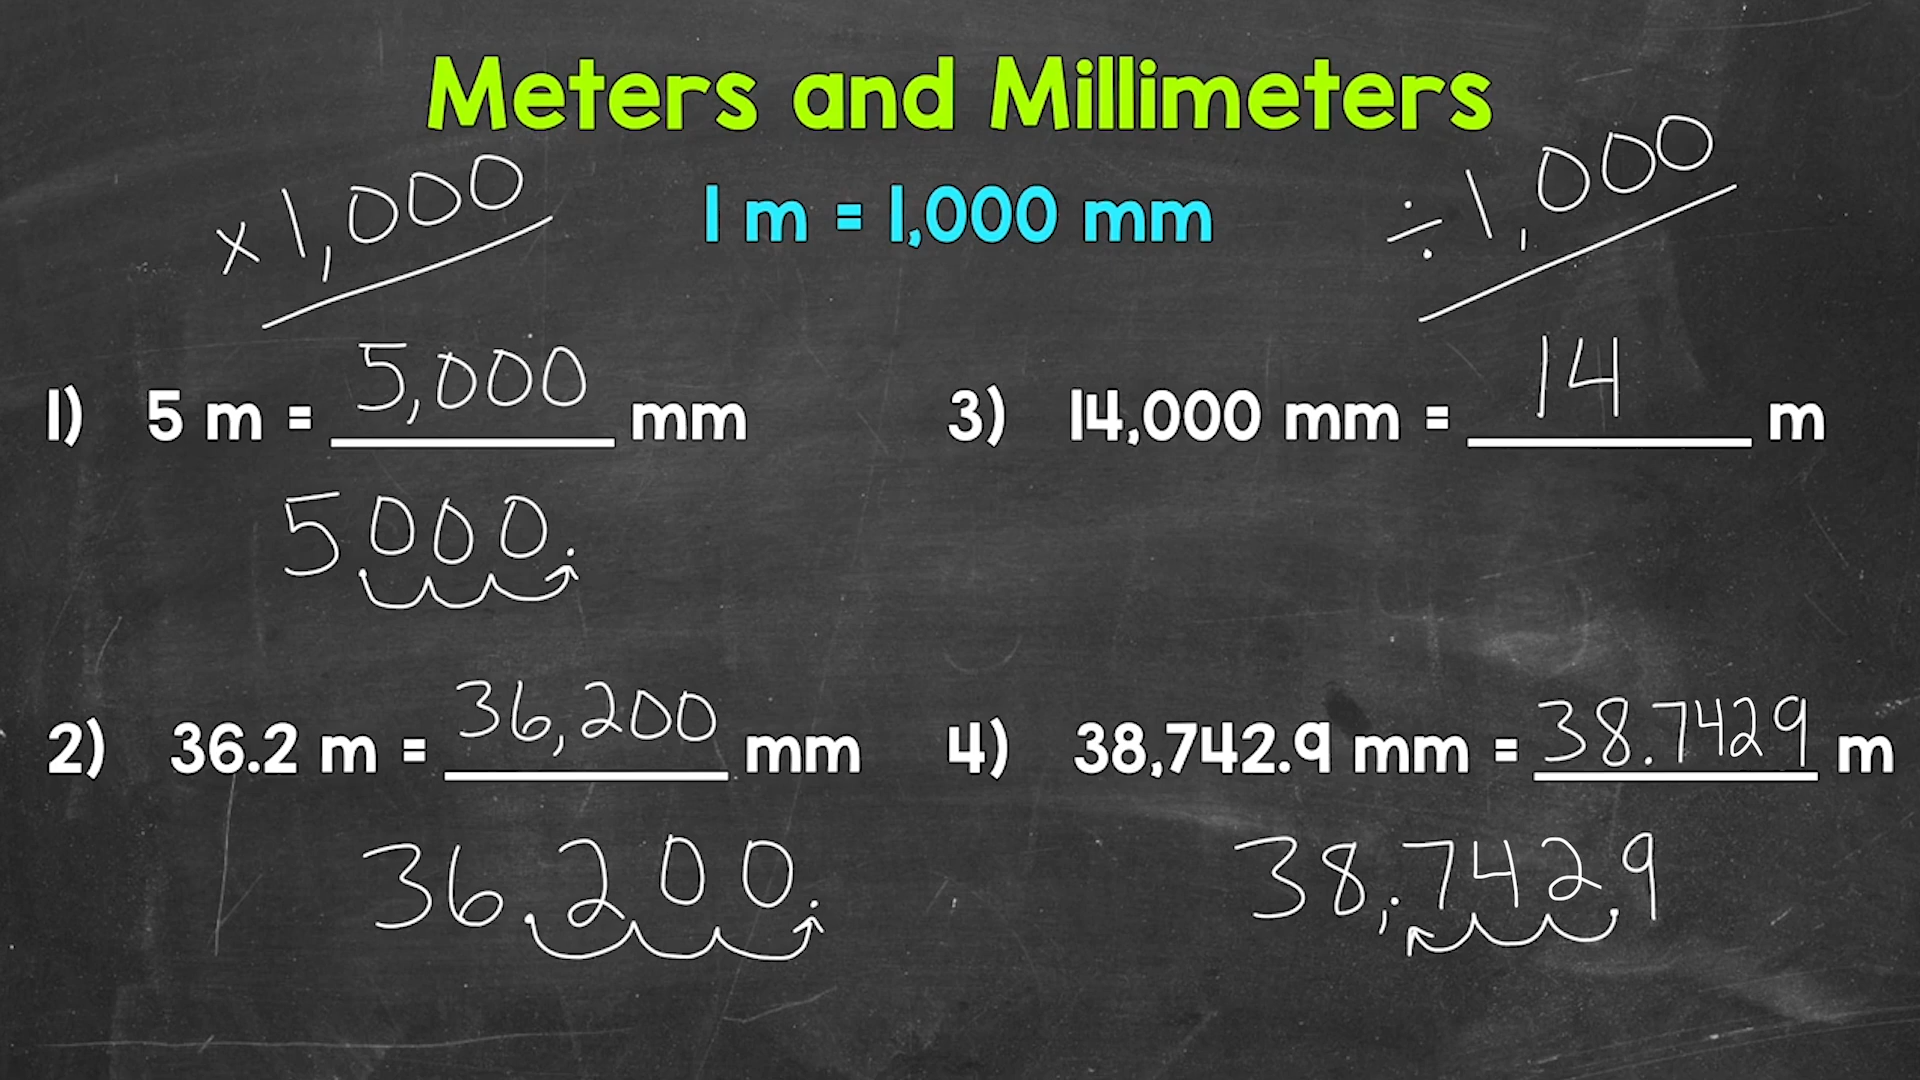 Meters and Millimeters
x 1,000
1 m = 1,000 mm
÷ 1,000
1) 5 m = 5,000 mm
5000.
2) 36.2 m = 36,200 mm
36.200.
3) 14,000 mm = 14 m
4) 38,742.9 mm = 38.7429 m
38,.742.9